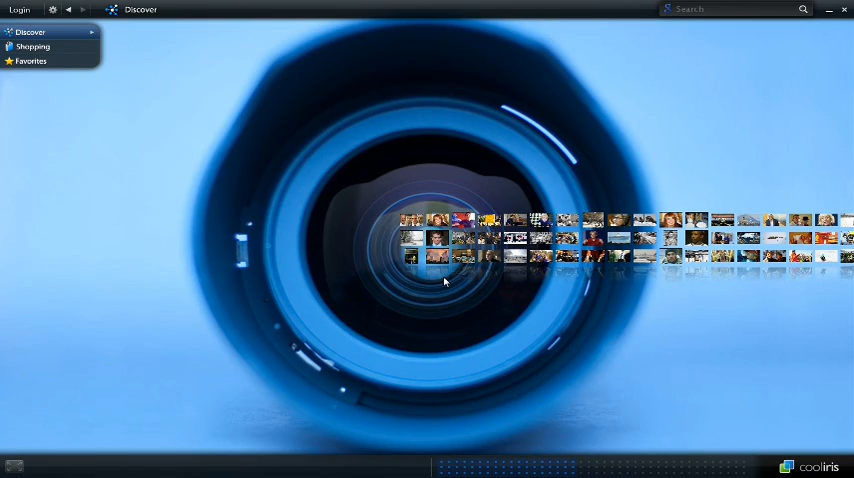 Login
Discover
Search
Discover
Shopping
Favorites
cooliris